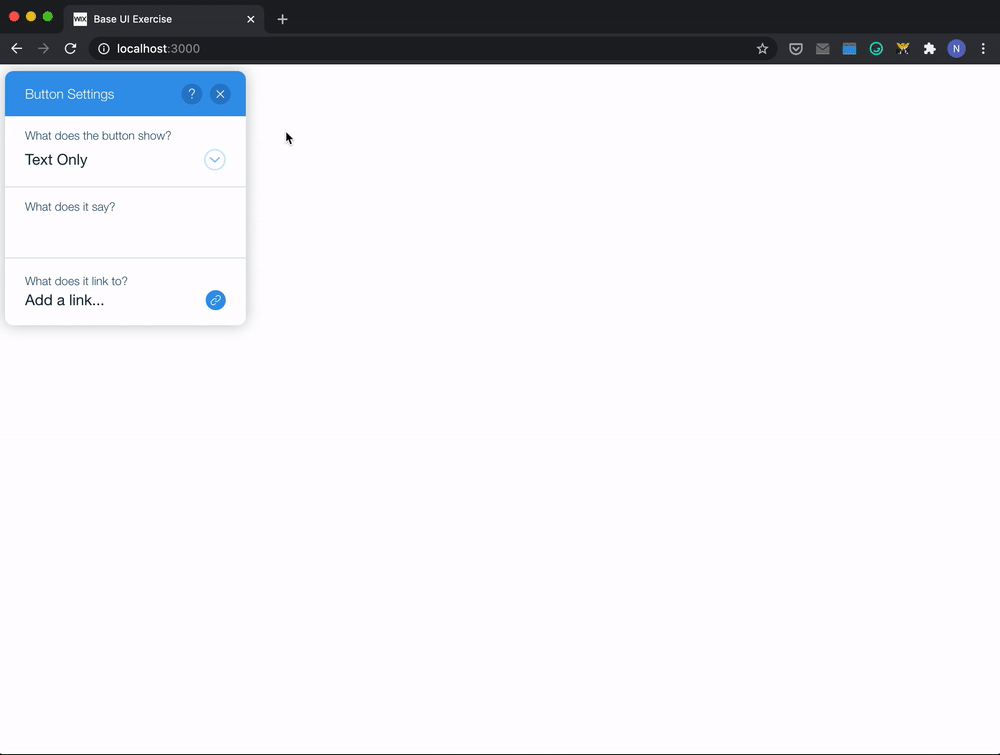 WiX Base UI Exercise
localhost:3000
N
Button Settings ?
What does the button show?
Text Only
What does it say?
What does it link to?
Add a link...